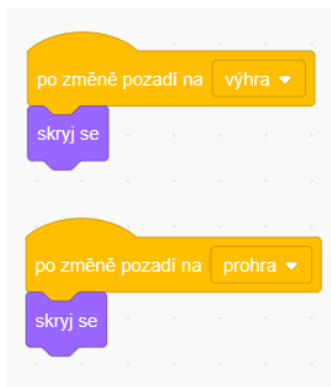 po změně pozadí na výhra
skryj se
po změně pozadí na prohra
skryj se